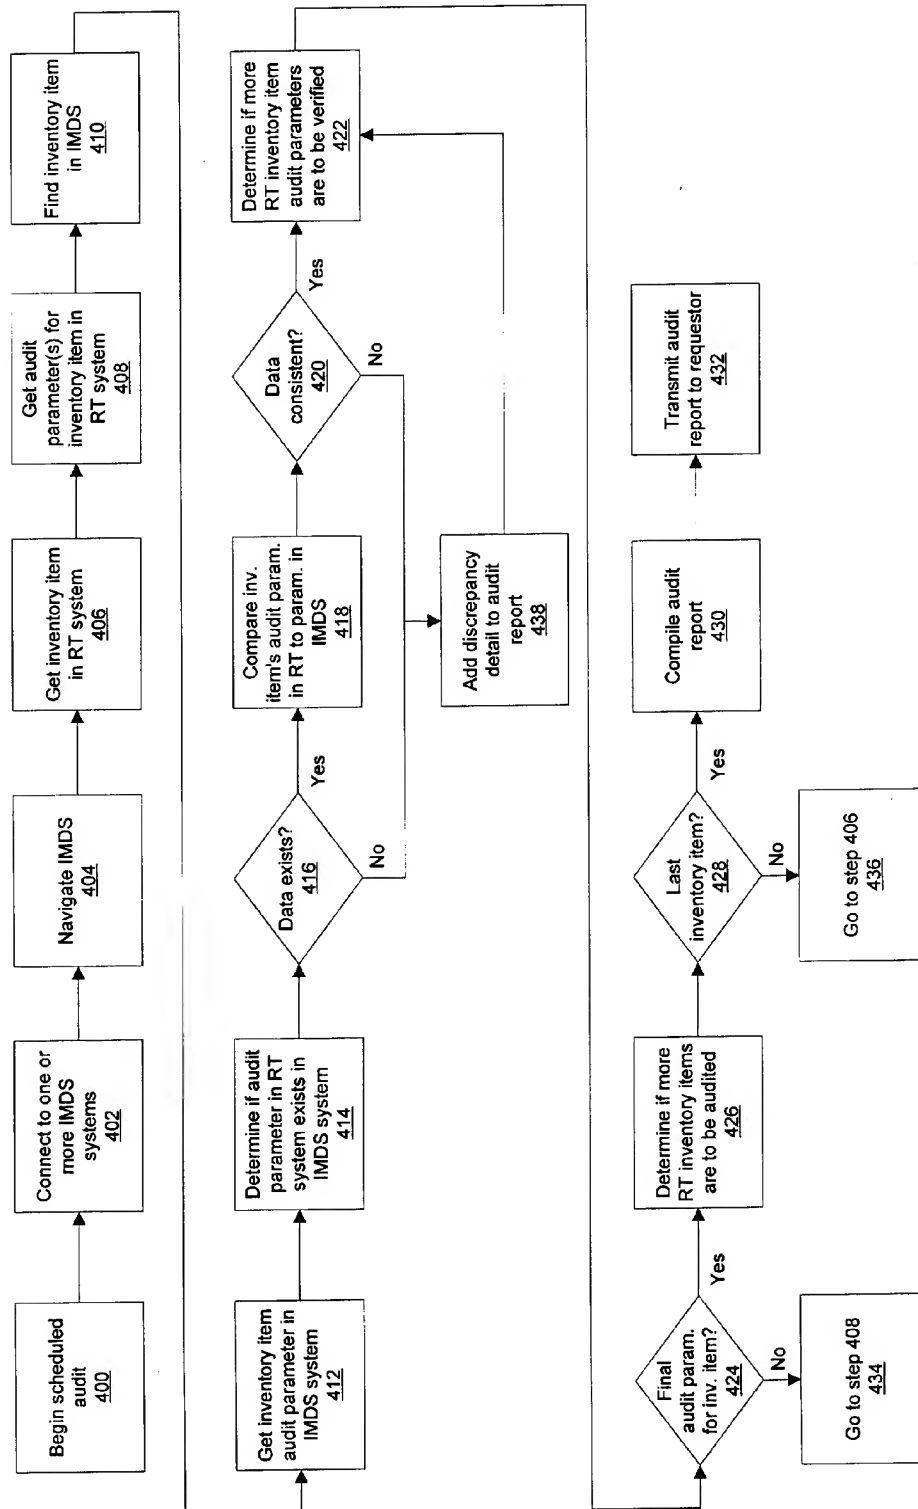 Begin scheduled
audit
400
Connect to one or
more IMDS
systems
402
Navigate IMDS
404
Get inventory item
in RT system
406
Get audit
parameter(s) for
inventory item in
RT system
408
Find inventory item
in IMDS
410
Get inventory item
audit parameter in
IMDS system
412
Determine if audit
parameter in RT
system exists in
IMDS system
414
Data exists?
416
Yes
No
Compare inv.
item's audit param.
in RT to param. in
IMDS
418
Data
consistent?
420
Yes
No
Determine if more
RT inventory item
audit parameters
are to be verified
422
Add discrepancy
detail to audit
report
438
Final
audit param.
for inv. item?
424
Yes
No
Go to step 408
434
Determine if more
RT inventory items
are to be audited
426
Last
inventory item?
428
Yes
No
Go to step 406
436
Compile audit
report
430
Transmit audit
report to requestor
432